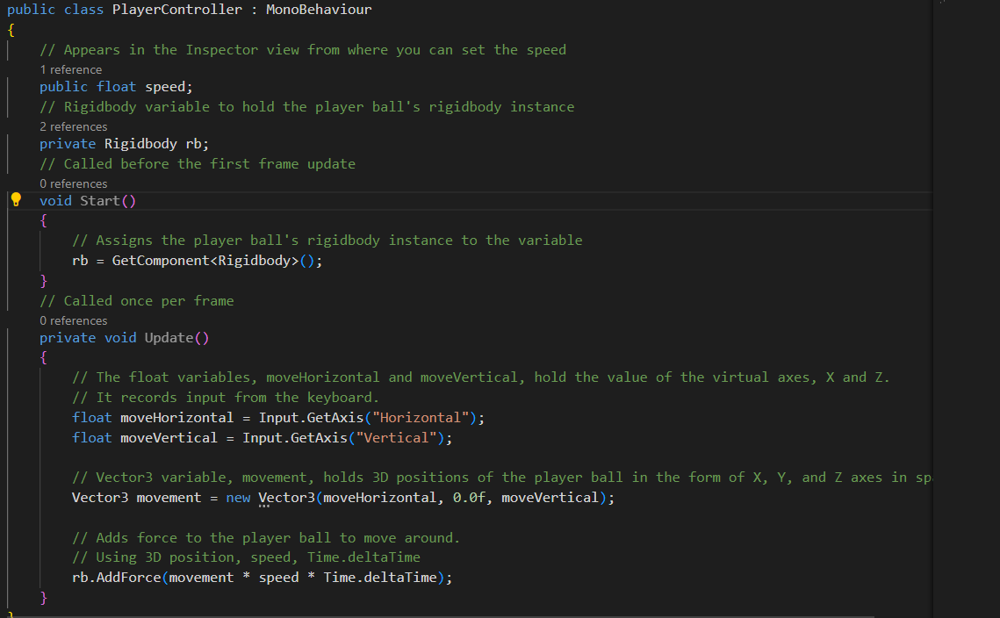 public class PlayerController : MonoBehaviour
{
// Appears in the Inspector view from where you can set the speed
1 reference
public float speed;
// Rigidbody variable to hold the player ball's rigidbody instance
2 references
private Rigidbody rb;
// Called before the first frame update
0 references
void Start()
{
// Assigns the player ball's rigidbody instance to the variable
rb = GetComponent<Rigidbody>();
}
// Called once per frame
0 references
private void Update()
{
// The float variables, moveHorizontal and moveVertical, hold the value of the virtual axes, X and Z.
// It records input from the keyboard.
float moveHorizontal = Input.GetAxis("Horizontal");
float moveVertical = Input.GetAxis("Vertical");
// Vector3 variable, movement, holds 3D positions of the player ball in the form of X, Y, and Z axes in
Vector3 movement = new Vector3(moveHorizontal, 0.0f, moveVertical);
// Adds force to the player ball to move around.
// Using 3D position, speed, Time.deltaTime
rb.AddForce(movement * speed * Time.deltaTime);
}
}